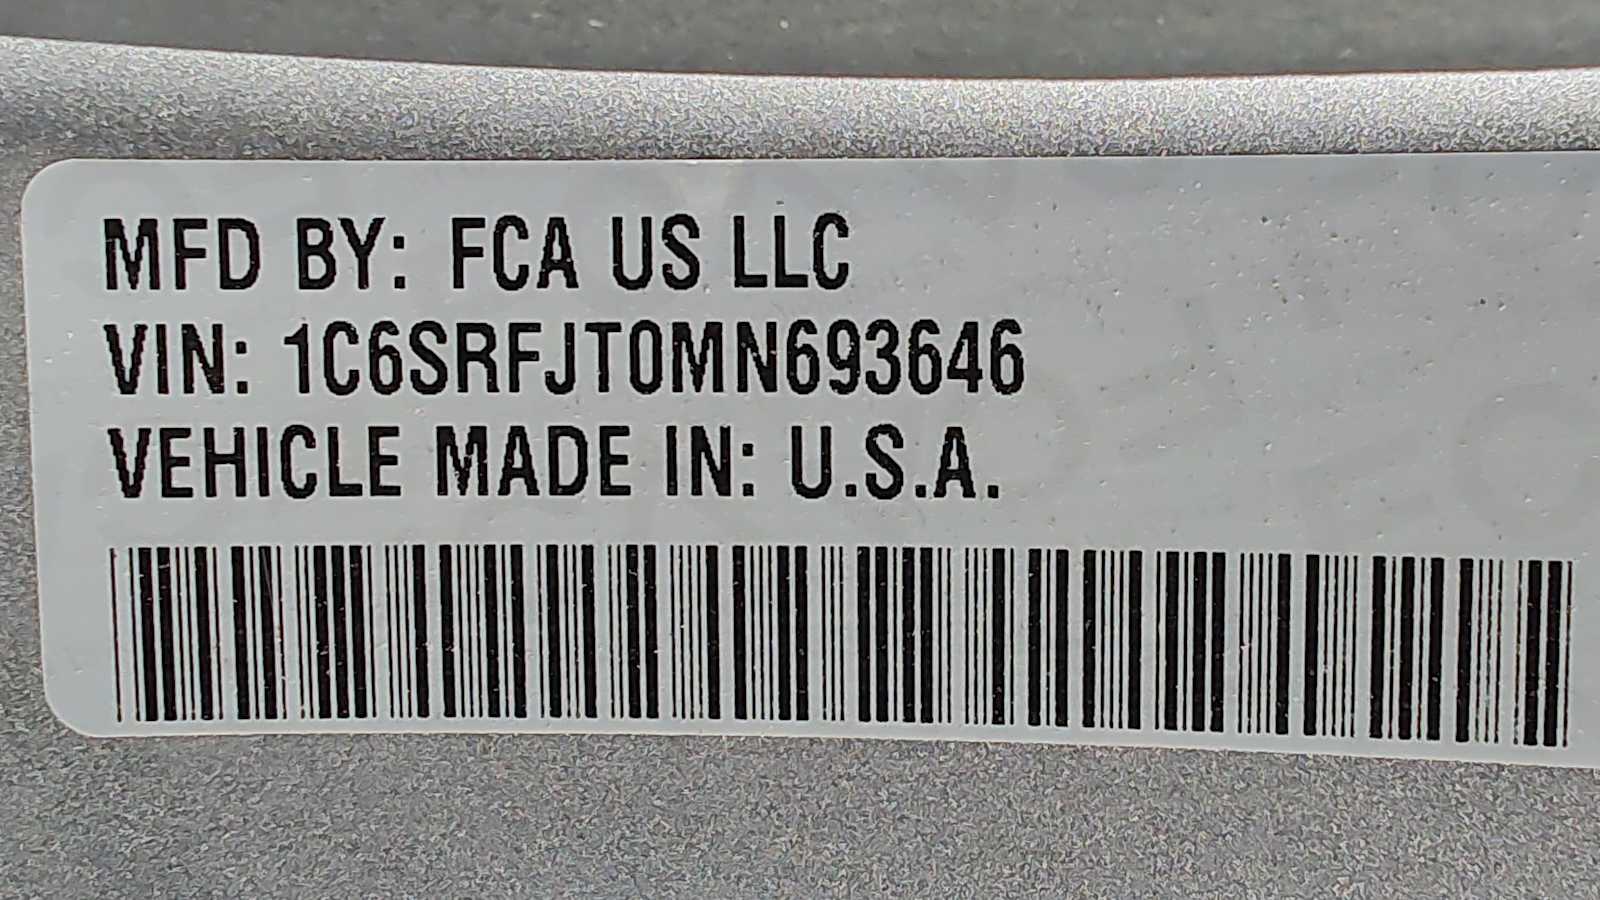 MFD BY: FCA US LLC
VIN: 1C6SRFJT0MN693646
VEHICLE MADE IN: U.S.A.